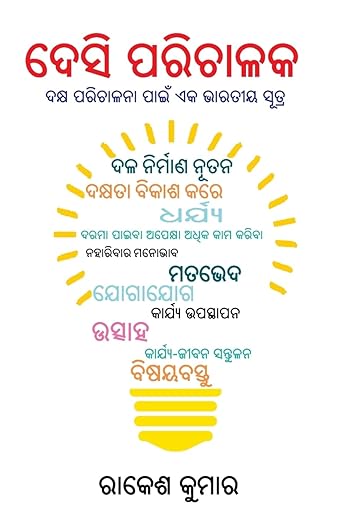 ଦେସି ପରିଚାଳକ
ଦକ୍ଷ ପରିଚାଳନା ପାଇଁ ଏକ ଭାରତୀୟ ସୂତ୍ର
ଦଳ ନିର୍ମାଣ ନୂତନ
ଦକ୍ଷତା ବିକାଶ କରେ
ଧର୍ଯ୍ୟ
ଦରମା ପାଇବା ଅପେକ୍ଷା ଅଧିକ କାମ କରିବା
ନହାରିବାର ମନୋଭାବ
ମତଭେଦ
ଯୋଗାଯୋଗ
କାର୍ଯ୍ୟ ଉପସ୍ଥାପନ
ଉତ୍ସାହ
କାର୍ଯ୍ୟ-ଜୀବନ ସନ୍ତୁଳନ
ବିଷୟବସ୍ତୁ
ରାକେଶ କୁମାର